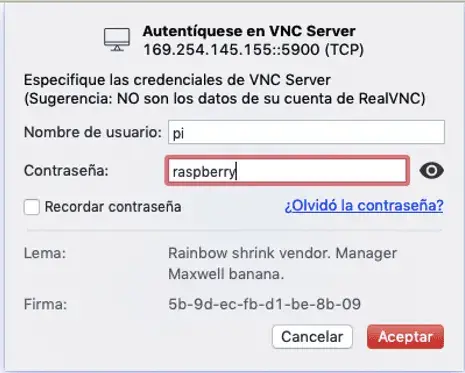 Autentíquese en VNC Server
169.254.145.155::5900 (TCP)
Especifique las credenciales de VNC Server
(Sugerencia: NO son los datos de su cuenta de RealVNC)
Nombre de usuario: pi
Contraseña: raspberry
Recordar contraseña ¿Olvidó la contraseña?
Lema: Rainbow shrink vendor. Manager
Maxwell banana.
Firma: 5b-9d-ec-fb-d1-be-8b-09
Cancelar Aceptar